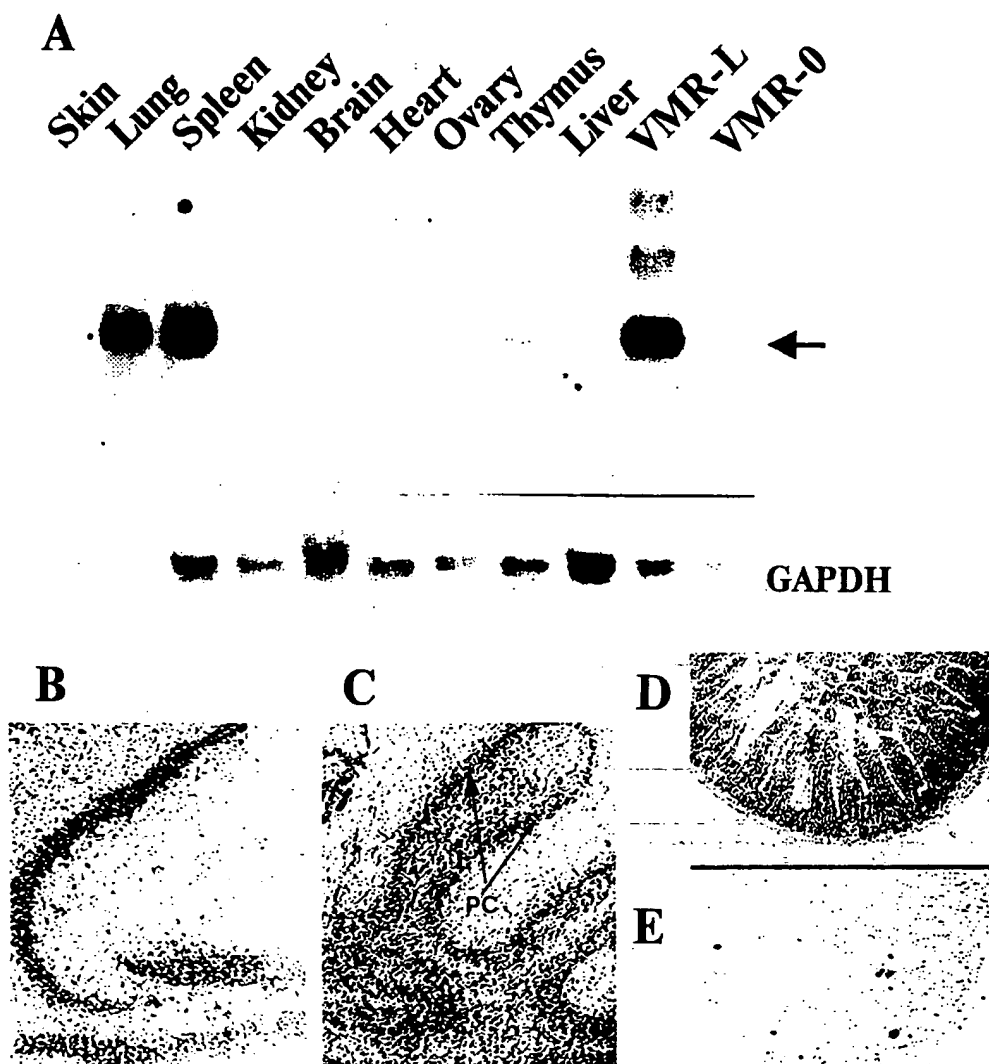 A
Skin Lung Spleen Kidney Brain Heart Ovary Thymus Liver VMR-L VMR-0
GAPDH
B
C
D
PC
E